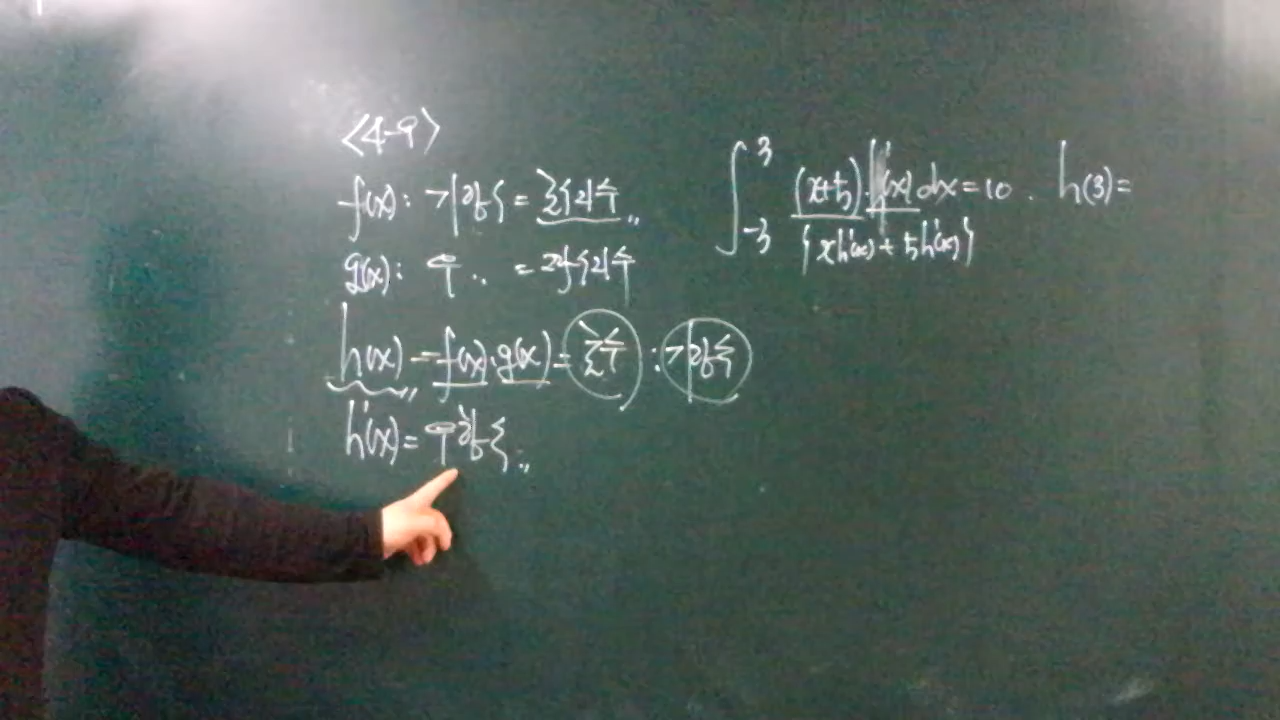 <4-9>
f(x): 기함수 = 홀수차수
g(x): 우 〃 = 짝수차수
h(x) = f(x)·g(x) = 홀수 : 기함수
h'(x) = 우함수
∫_{-3}^{3} (x+5)·h'(x)dx = 10. h(3)=
{xh'(x) + 5h'(x)}